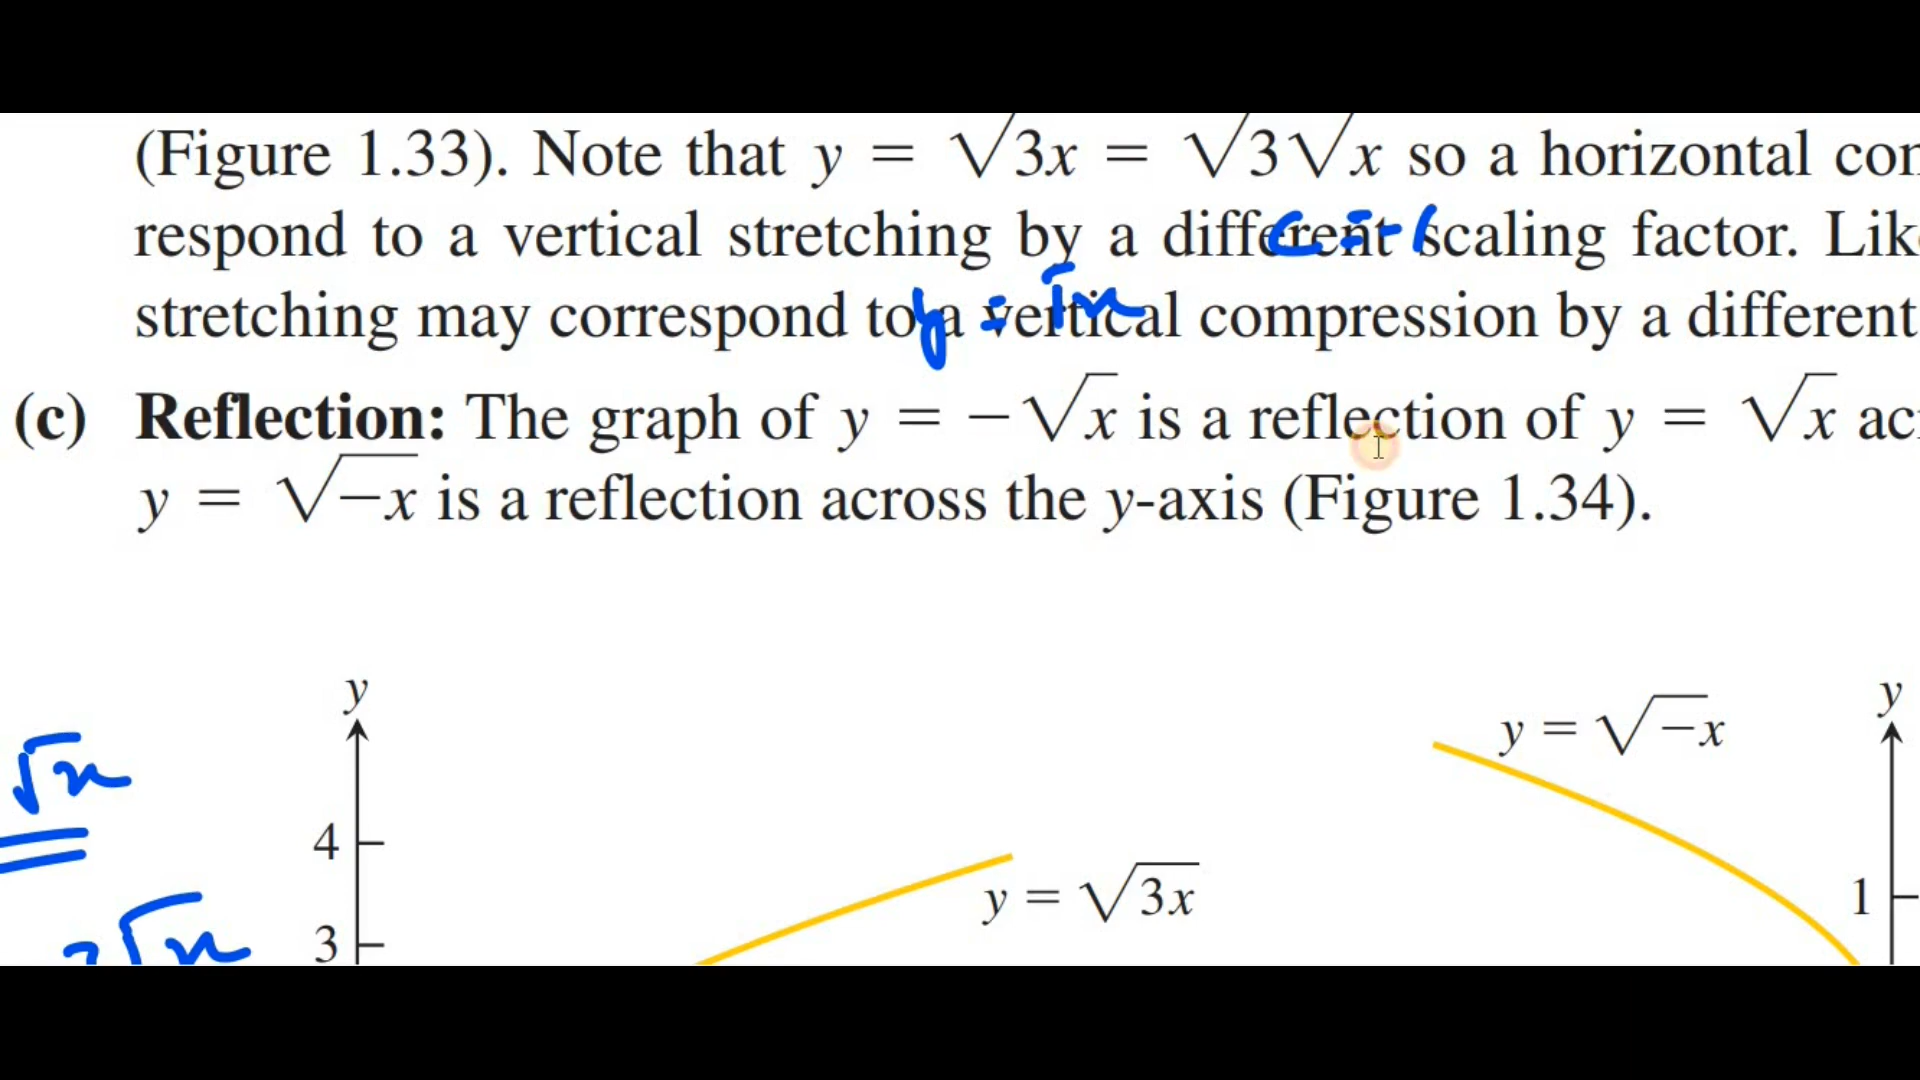 (Figure 1.33). Note that y = √3x = √3√x so a horizontal con
respond to a vertical stretching by a different scaling factor. Lik
c = -1
stretching may correspond to a vertical compression by a different
y = √x
(c) Reflection: The graph of y = −√x is a reflection of y = √x ac
y = √−x is a reflection across the y-axis (Figure 1.34).
y
y = √−x
y
√x
4
y = √3x
1
3
√x